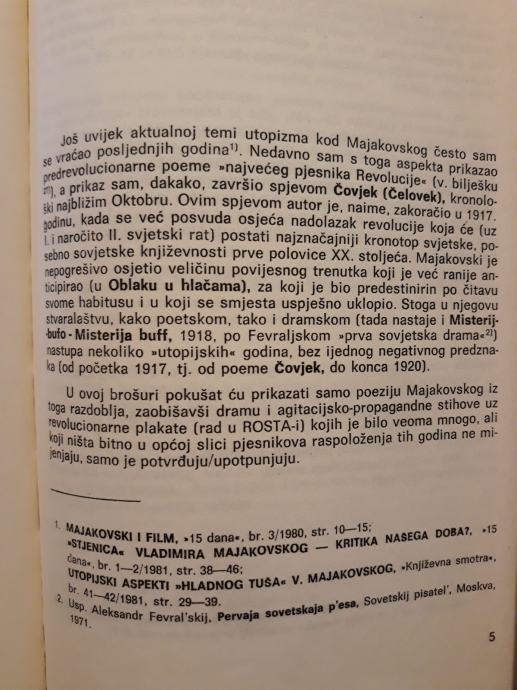 Još uvijek aktualnoj temi utopizma kod Majakovskog često sam
se vraćao posljednjih godina¹⁾. Nedavno sam s toga aspekta prikazao
predrevolucionarne poeme »najvećeg pjesnika Revolucije« (v. bilješku
²⁷⁾), a prikaz sam, dakako, završio spjevom Čovjek (Čelovek), kronolo-
ški najbližim Oktobru. Ovim spjevom autor je, naime, zakoračio u 1917.
godinu, kada se već posvuda osjeća nadolazak revolucije koja će (uz
I. i naročito II. svjetski rat) postati najznačajniji kronotop svjetske, po-
sebno sovjetske književnosti prve polovice XX. stoljeća. Majakovski je
nepogrešivo osjetio veličinu povijesnog trenutka koji je već ranije an-
ticipirao (u Oblaku u hlačama), za koji je bio predestinirin po čitavu
svome habitusu i u koji se smjesta uspješno uklopio. Stoga u njegovu
stvaralaštvu, kako poetskom, tako i dramskom (tada nastaje i Misterij-
-bufo-Misterija buff, 1918, po Fevraljskom »prva sovjetska drama«²⁾)
nastupa nekoliko »utopijskih« godina, bez ijednog negativnog predzna-
ka (od početka 1917, tj. od poeme Čovjek, do konca 1920).
U ovoj brošuri pokušat ću prikazati samo poeziju Majakovskog iz
toga razdoblja, zaobišavši dramu i agitacijsko-propagandne stihove uz
revolucionarne plakate (rad u ROSTA-i) kojih je bilo veoma mnogo, ali
koji ništa bitno u općoj slici pjesnikova raspoloženja tih godina ne mi-
jenjaju, samo je potvrđuju/upotpunjuju.
1. MAJAKOVSKI I FILM, »15 dana«, br. 3/1980, str. 10—15;
»STJENICA« VLADIMIRA MAJAKOVSKOG — KRITIKA NAŠEGA DOBA?, »15
dana«, br. 1—2/1981, str. 38—46;
UTOPIJSKI ASPEKTI »HLADNOG TUŠA« V. MAJAKOVSKOG, »Književna smotra«,
br. 41—42/1981, str. 29—39.
2. Usp. Aleksandr Fevral'skij, Pervaja sovetskaja p'esa, Sovetskij pisatel', Moskva,
1971.
5